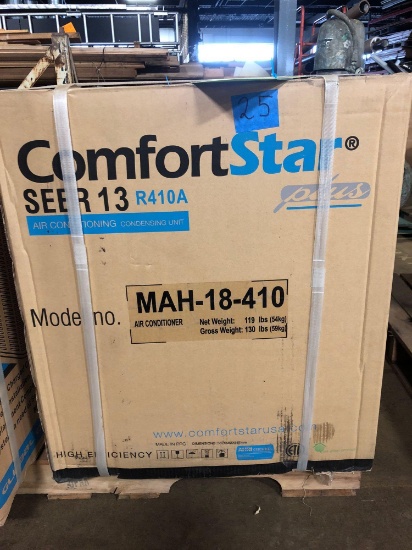 25
ComfortStar®
SEER 13 R410A plus
AIR CONDITIONING CONDENSING UNIT
Model no.
MAH-18-410
AIR CONDITIONER Net Weight: 119 lbs (54kg)
Gross Weight: 130 lbs (59kg)
www.comfortstarusa.com
HIGH EFFICIENCY